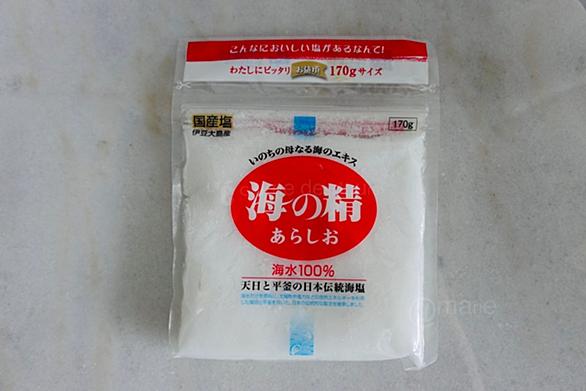 こんなにおいしい塩があるなんて!
わたしにピッタリ お徳用 170gサイズ
国産塩
伊豆大島産
170g
いのちの母なる海のエキス
海の精
あらしお
海水100%
天日と平釜の日本伝統海塩